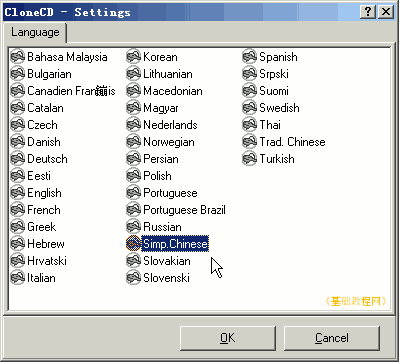 CloneCD - Settings
Language
Bahasa Malaysia
Bulgarian
Canadien Fran鏰is
Catalan
Czech
Danish
Deutsch
Eesti
English
French
Greek
Hebrew
Hrvatski
Italian
Korean
Lithuanian
Macedonian
Magyar
Nederlands
Norwegian
Persian
Polish
Portuguese
Portuguese Brazil
Russian
Simp.Chinese
Slovakian
Slovenski
Spanish
Srpski
Suomi
Swedish
Thai
Trad. Chinese
Turkish
《基础教程网》
OK
Cancel